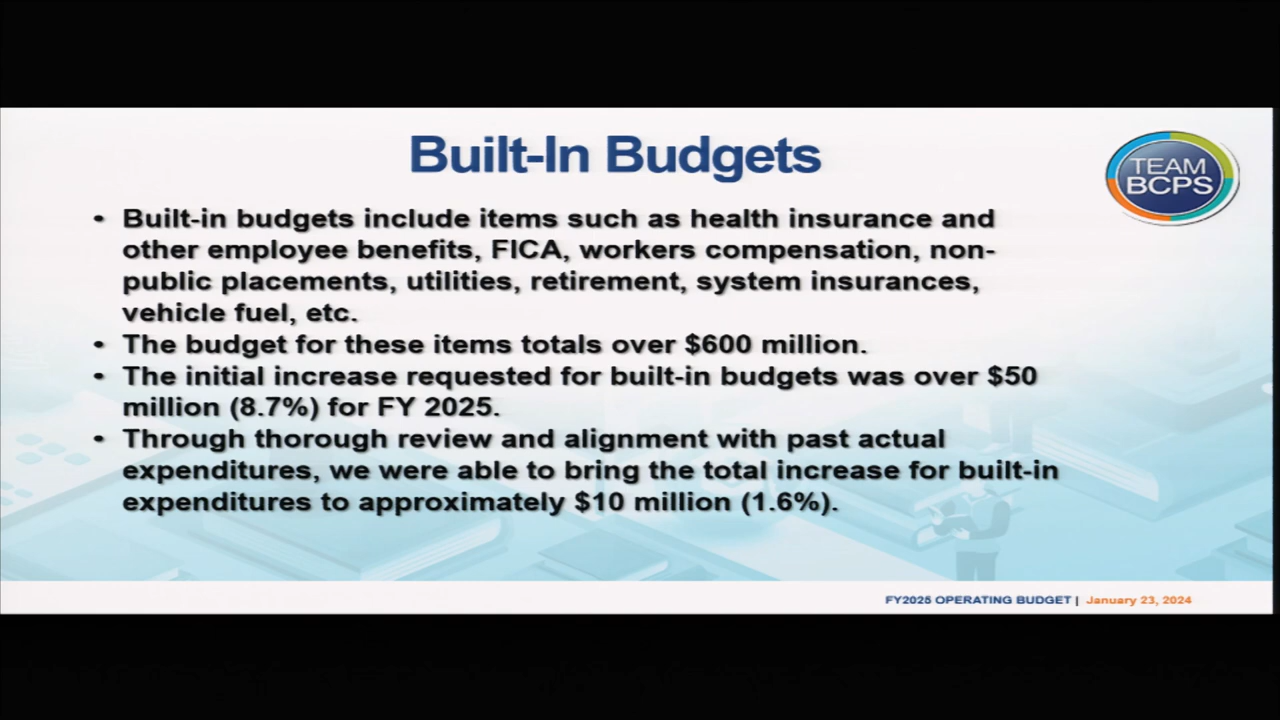 Built-In Budgets
TEAM
BCPS
• Built-in budgets include items such as health insurance and
other employee benefits, FICA, workers compensation, non-
public placements, utilities, retirement, system insurances,
vehicle fuel, etc.
• The budget for these items totals over $600 million.
• The initial increase requested for built-in budgets was over $50
million (8.7%) for FY 2025.
• Through thorough review and alignment with past actual
expenditures, we were able to bring the total increase for built-in
expenditures to approximately $10 million (1.6%).
FY2025 OPERATING BUDGET | January 23, 2024